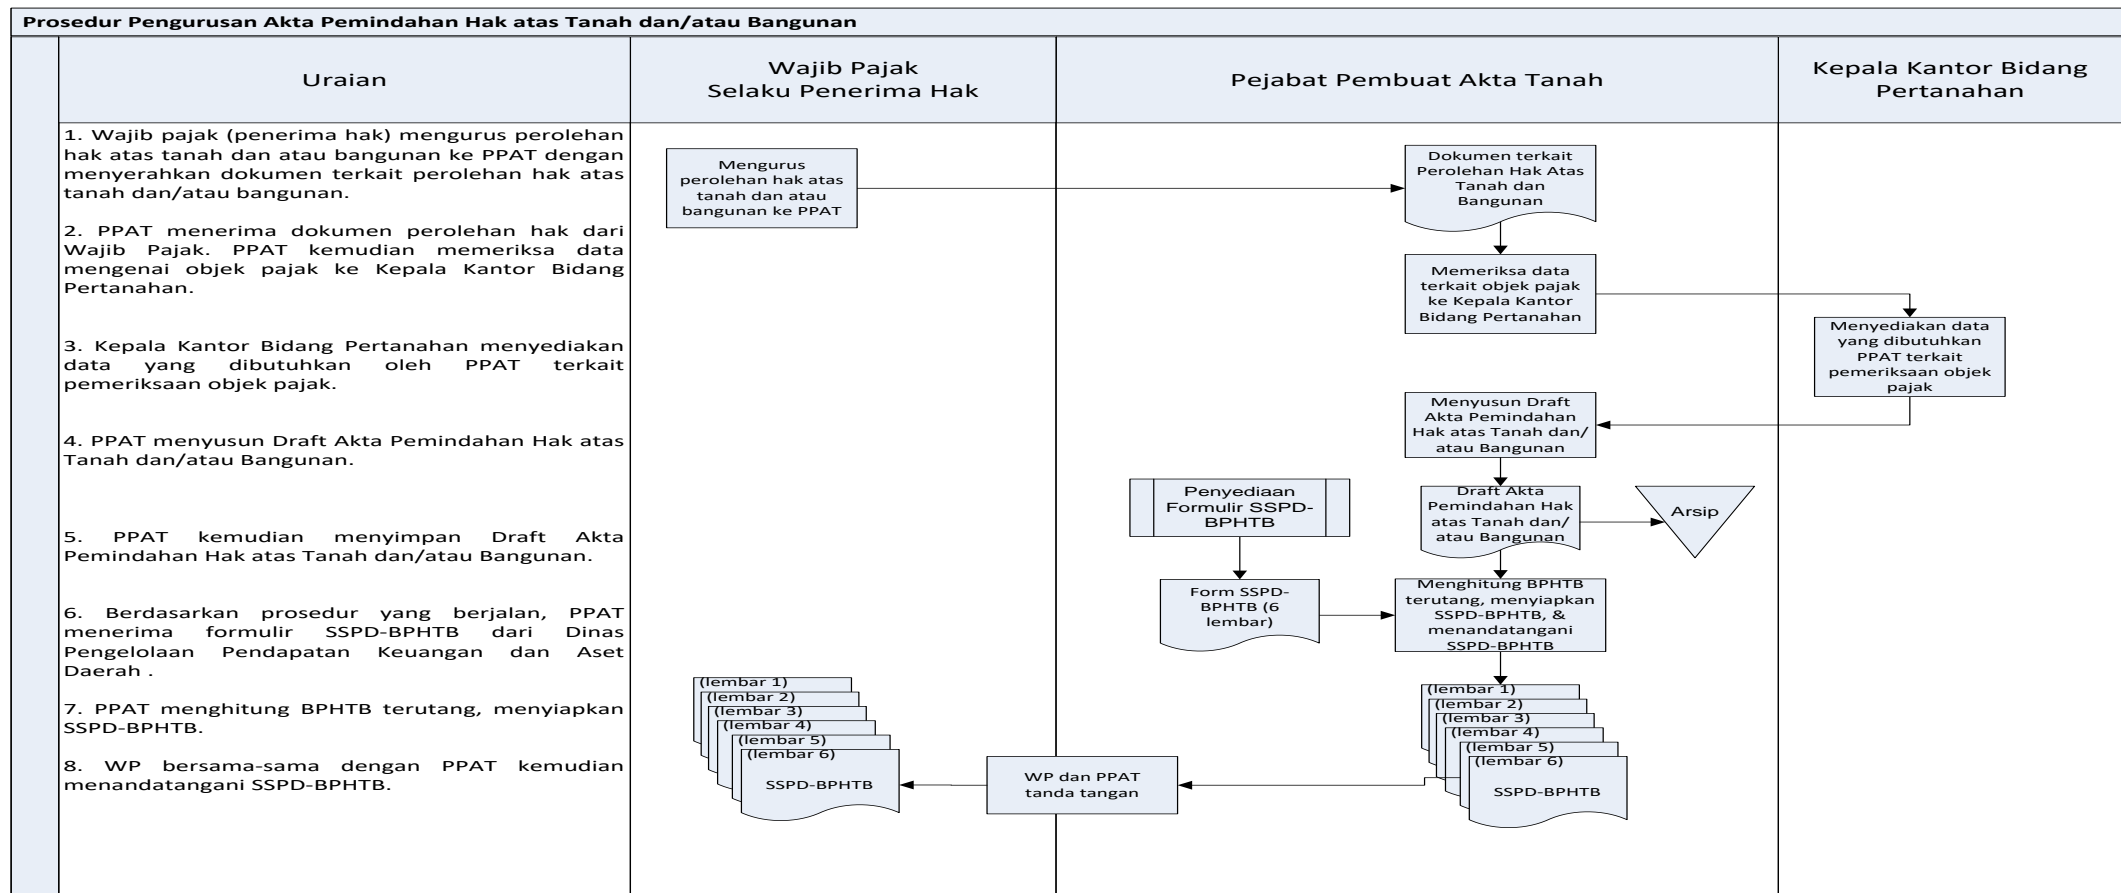 Prosedur Pengurusan Akta Pemindahan Hak atas Tanah dan/atau Bangunan
Uraian
Wajib Pajak
Selaku Penerima Hak
Pejabat Pembuat Akta Tanah
Kepala Kantor Bidang
Pertanahan
1. Wajib pajak (penerima hak) mengurus perolehan
hak atas tanah dan atau bangunan ke PPAT dengan
menyerahkan dokumen terkait perolehan hak atas
tanah dan/atau bangunan.
2. PPAT menerima dokumen perolehan hak dari
Wajib Pajak. PPAT kemudian memeriksa data
mengenai objek pajak ke Kepala Kantor Bidang
Pertanahan.
3. Kepala Kantor Bidang Pertanahan menyediakan
data yang dibutuhkan oleh PPAT terkait
pemeriksaan objek pajak.
4. PPAT menyusun Draft Akta Pemindahan Hak atas
Tanah dan/atau Bangunan.
5. PPAT kemudian menyimpan Draft Akta
Pemindahan Hak atas Tanah dan/atau Bangunan.
6. Berdasarkan prosedur yang berjalan, PPAT
menerima formulir SSPD-BPHTB dari Dinas
Pengelolaan Pendapatan Keuangan dan Aset
Daerah .
7. PPAT menghitung BPHTB terutang, menyiapkan
SSPD-BPHTB.
8. WP bersama-sama dengan PPAT kemudian
menandatangani SSPD-BPHTB.
Mengurus
perolehan hak atas
tanah dan atau
bangunan ke PPAT
Dokumen terkait
Perolehan Hak Atas
Tanah dan
Bangunan
Memeriksa data
terkait objek pajak
ke Kepala Kantor
Bidang Pertanahan
Menyediakan data
yang dibutuhkan
PPAT terkait
pemeriksaan objek
pajak
Menyusun Draft
Akta Pemindahan
Hak atas Tanah dan/
atau Bangunan
Penyediaan
Formulir SSPD-
BPHTB
Draft Akta
Pemindahan Hak
atas Tanah dan/
atau Bangunan
Arsip
Form SSPD-
BPHTB (6
lembar)
Menghitung BPHTB
terutang, menyiapkan
SSPD-BPHTB, &
menandatangani
SSPD-BPHTB
(lembar 1)
(lembar 2)
(lembar 3)
(lembar 4)
(lembar 5)
(lembar 6)
SSPD-BPHTB
WP dan PPAT
tanda tangan
(lembar 1)
(lembar 2)
(lembar 3)
(lembar 4)
(lembar 5)
(lembar 6)
SSPD-BPHTB